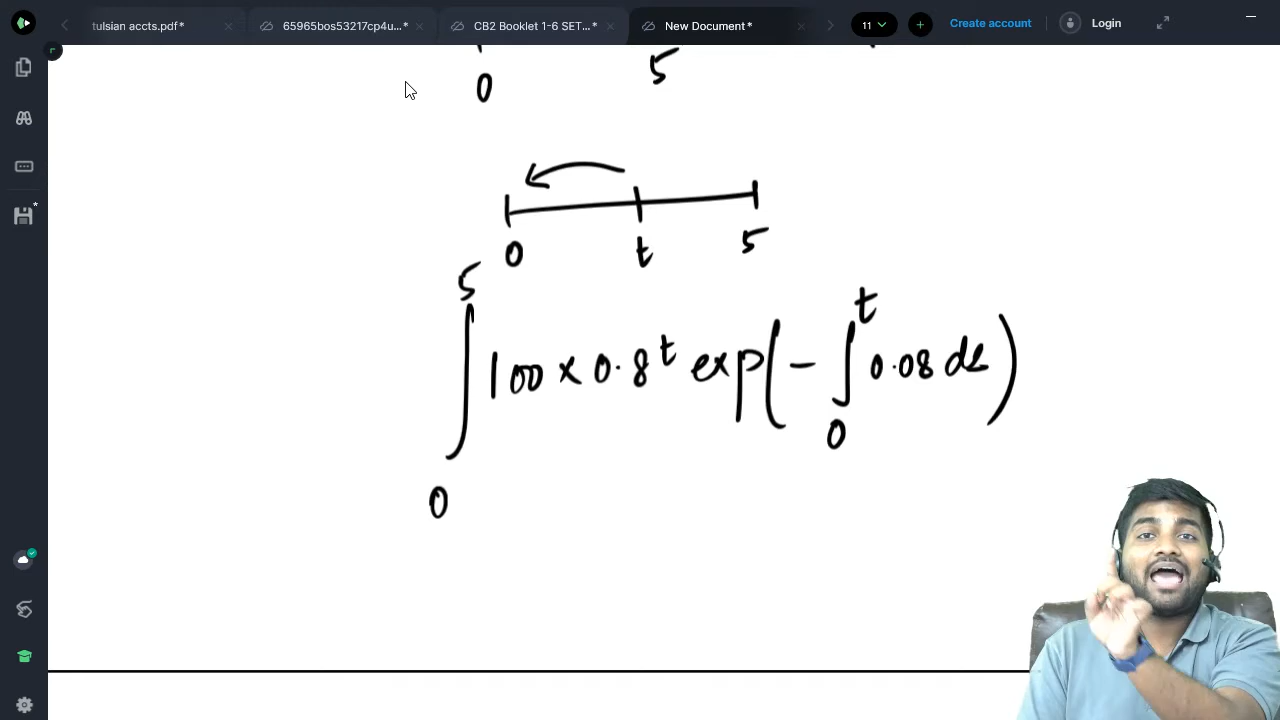 tulsian accts.pdf* 65965bos53217cp4u...* CB2 Booklet 1-6 SET...* New Document* 11 Create account Login
0 5
0 t 5
5
∫ 100 × 0.8^t exp(- ∫ 0.08 ds)
t
0
0